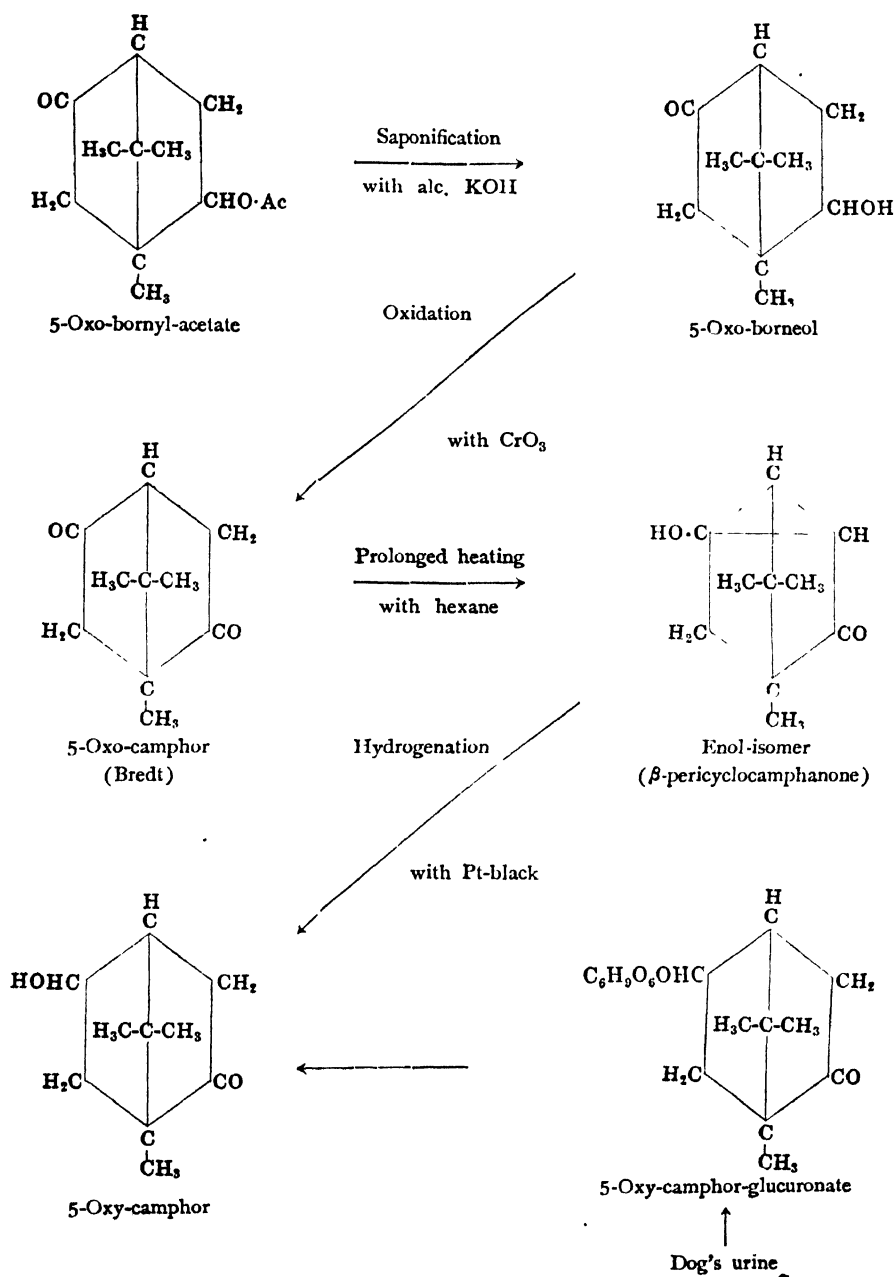 H
C
OC
CH₂
H₃C-C-CH₃
H₂C
CHO·Ac
C
CH₃
5-Oxo-bornyl-acetate
Saponification
with alc. KOH
H
C
OC
CH₂
H₃C-C-CH₃
H₂C
CHOH
C
CH₃
5-Oxo-borneol
Oxidation
with CrO₃
H
C
OC
CH₂
H₃C-C-CH₃
H₂C
CO
C
CH₃
5-Oxo-camphor
(Bredt)
Prolonged heating
with hexane
H
C
HO·C
CH
H₃C-C-CH₃
H₂C
CO
C
CH₃
Enol-isomer
(β-pericyclocamphanone)
Hydrogenation
with Pt-black
H
C
HOHC
CH₂
H₃C-C-CH₃
H₂C
CO
C
CH₃
5-Oxy-camphor
H
C
C₆H₉O₆OHC
CH₂
H₃C-C-CH₃
H₂C
CO
C
CH₃
5-Oxy-camphor-glucuronate
Dog's urine